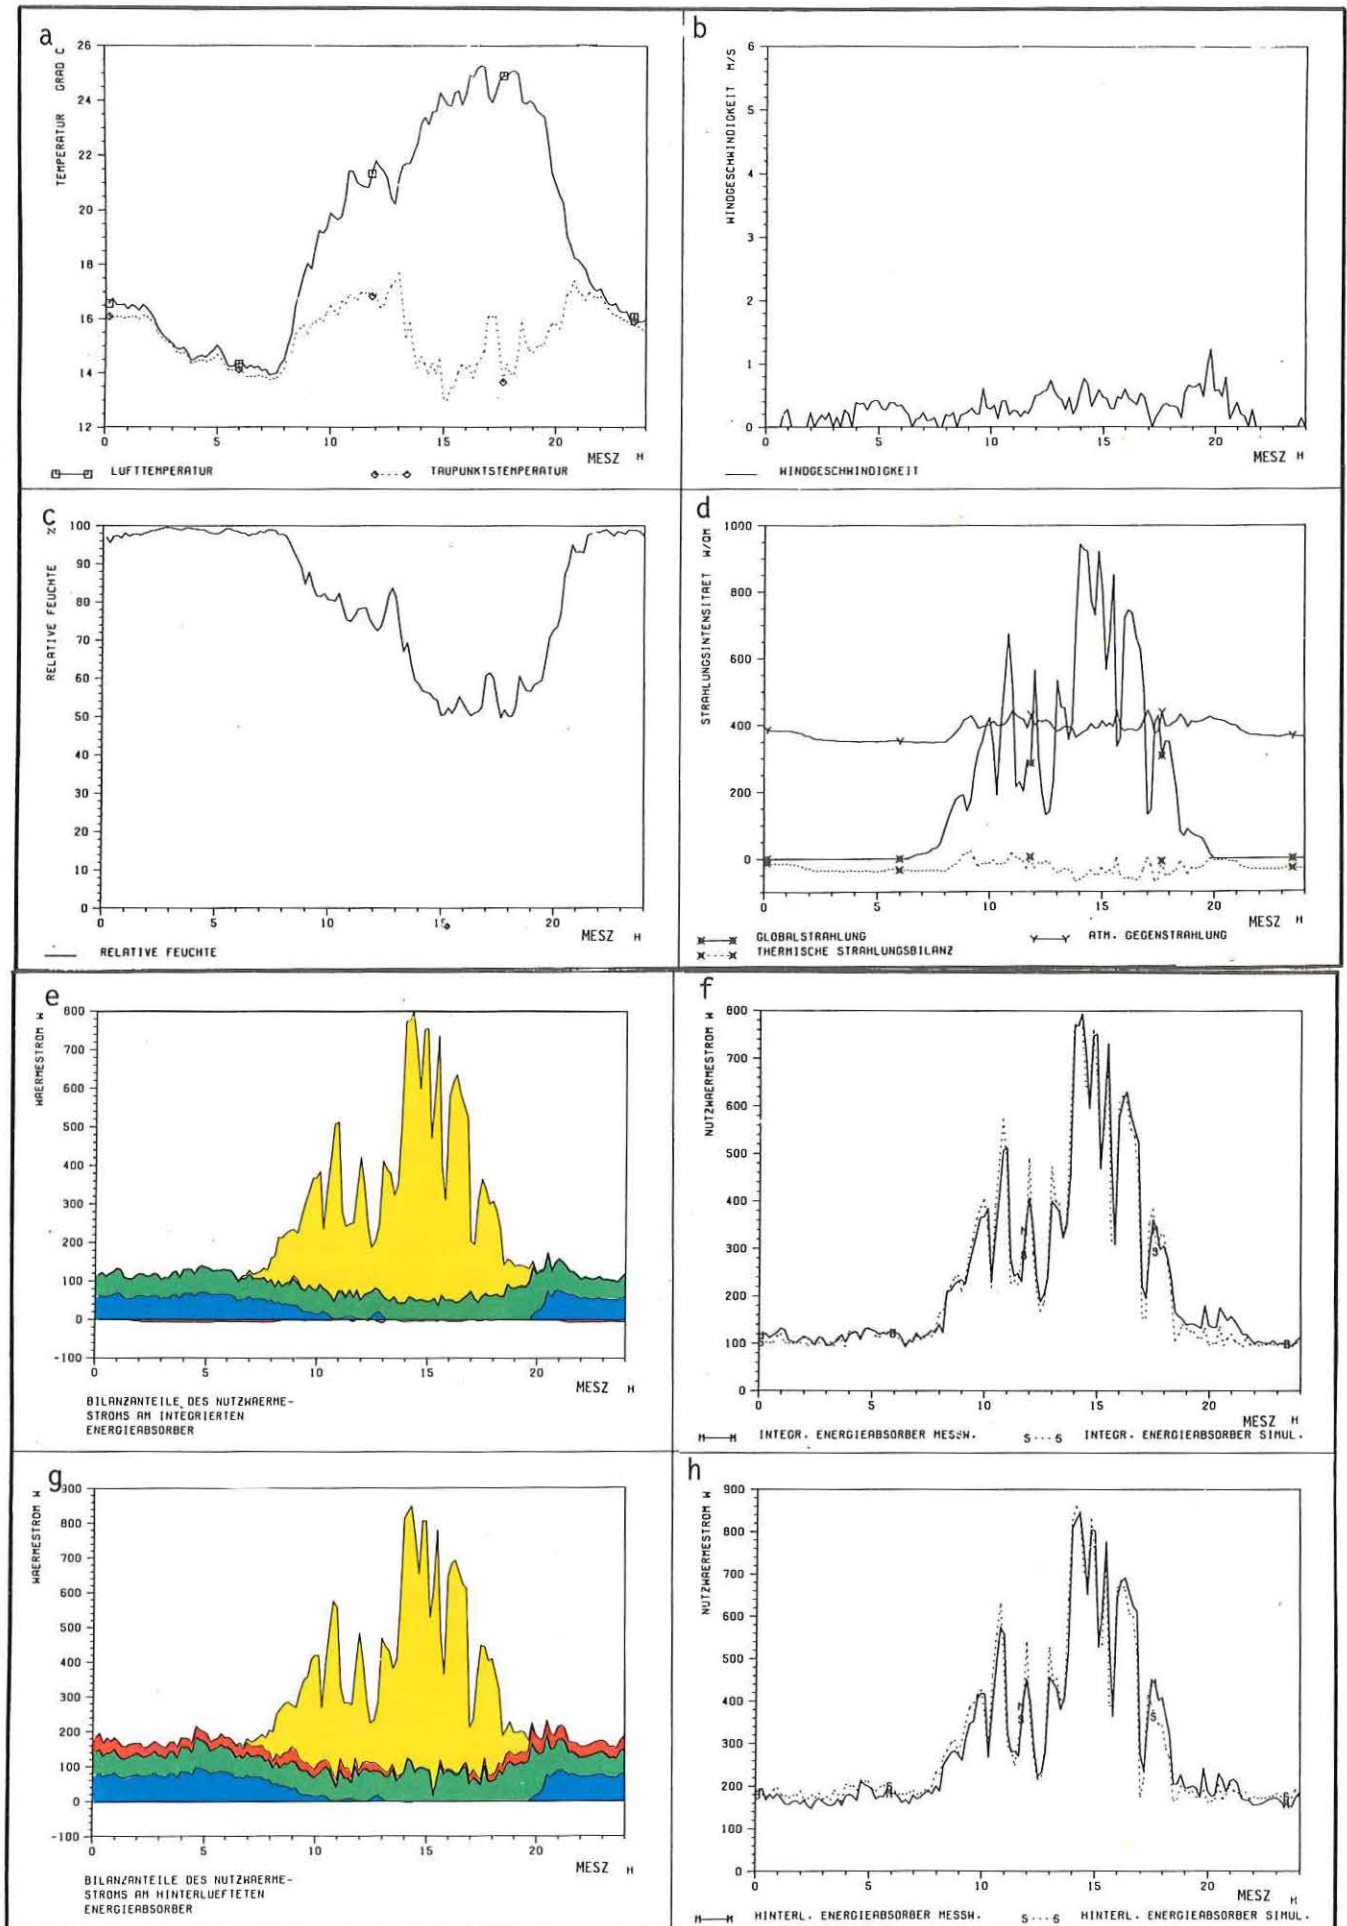 a
TEMPERATUR GRAD C
26
24
22
20
18
16
14
12
0 5 10 15 20
MESZ H
LUFTTEMPERATUR TAUPUNKTSTEMPERATUR
b
WINDGESCHWINDIGKEIT M/S
6
5
4
3
2
1
0
0 5 10 15 20
MESZ H
WINDGESCHWINDIGKEIT
c
RELATIVE FEUCHTE %
100
90
80
70
60
50
40
30
20
10
0
0 5 10 15 20
MESZ H
RELATIVE FEUCHTE
d
STRAHLUNGSINTENSITAET W/QM
1000
800
600
400
200
0
0 5 10 15 20
MESZ H
GLOBALSTRAHLUNG ATM. GEGENSTRAHLUNG
THERMISCHE STRAHLUNGSBILANZ
e
WAERMESTROM W
800
700
600
500
400
300
200
100
0
-100
0 5 10 15 20
MESZ H
BILANZANTEILE DES NUTZWAERME-
STROMS AM INTEGRIERTEN
ENERGIEABSORBER
f
NUTZWAERMESTROM W
800
700
600
500
400
300
200
100
0
0 5 10 15 20
MESZ H
M M INTEGR. ENERGIEABSORBER MESSW. S S INTEGR. ENERGIEABSORBER SIMUL.
g
WAERMESTROM W
900
800
700
600
500
400
300
200
100
0
-100
0 5 10 15 20
MESZ H
BILANZANTEILE DES NUTZWAERME-
STROMS AM HINTERLUEFTETEN
ENERGIEABSORBER
h
NUTZWAERMESTROM W
900
800
700
600
500
400
300
200
100
0
0 5 10 15 20
MESZ H
M M HINTERL. ENERGIEABSORBER MESSW. S S HINTERL. ENERGIEABSORBER SIMUL.